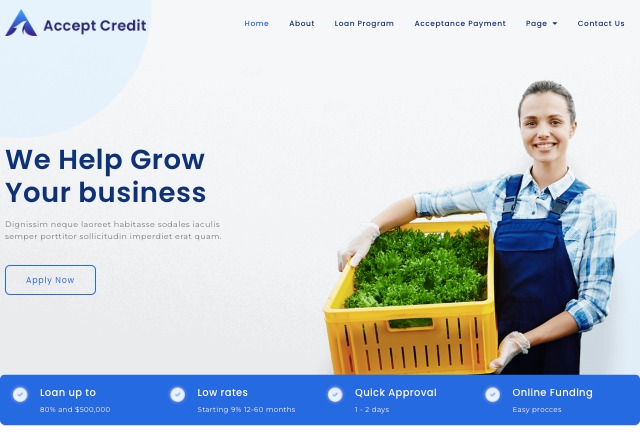 Accept Credit
Home About Loan Program Acceptance Payment Page Contact Us
We Help Grow
Your business
Dignissim neque laoreet habitasse sodales iaculis
semper porttitor sollicitudin imperdiet erat quam.
Apply Now
Loan up to Low rates Quick Approval Online Funding
80% and $500,000 Starting 9% 12-60 months 1 - 2 days Easy procces